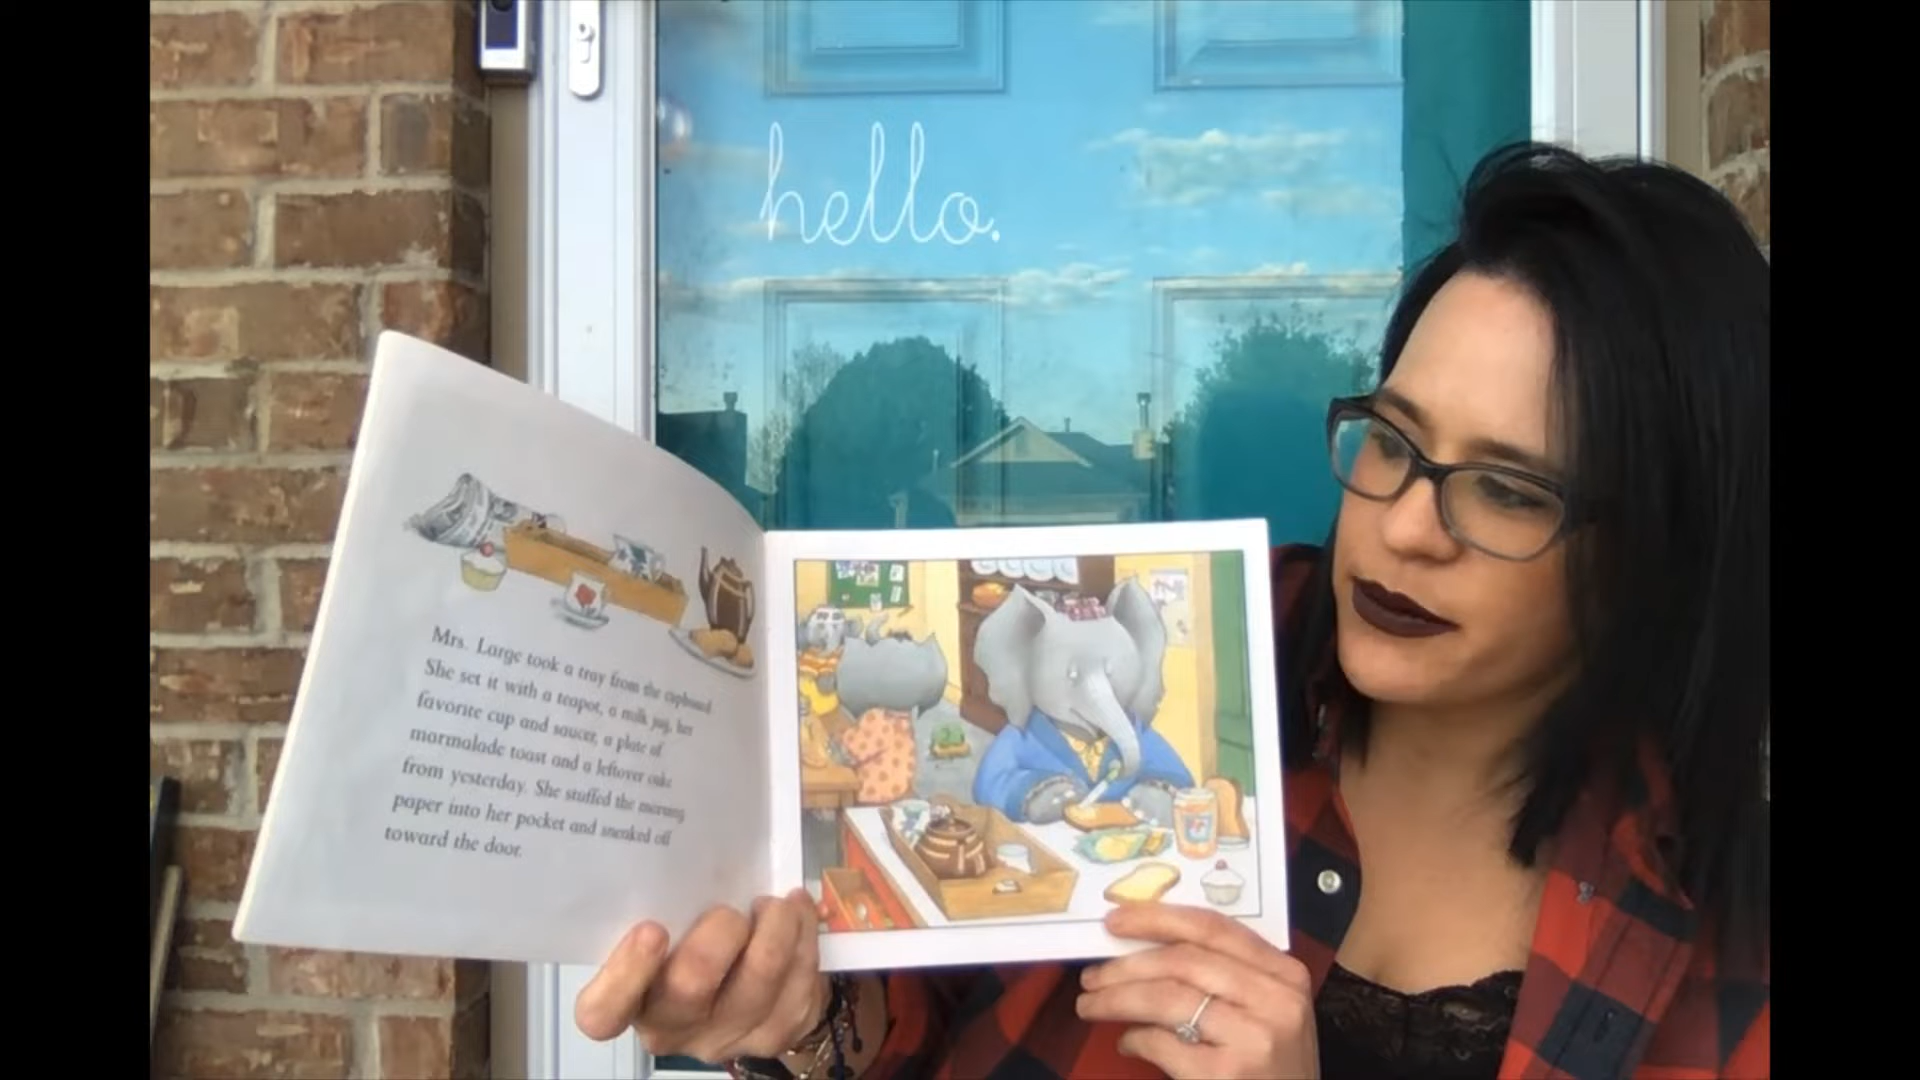 hello.
Mrs. Large took a tray from the cupboard.
She set it with a teapot, a milk jug, her
favorite cup and saucer, a plate of
marmalade toast and a leftover cake
from yesterday. She stuffed the morning
paper into her pocket and sneaked off
toward the door.